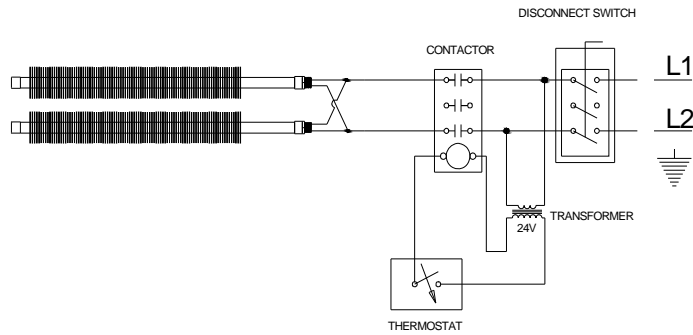 DISCONNECT SWITCH
CONTACTOR
L1
L2
TRANSFORMER
24V
THERMOSTAT